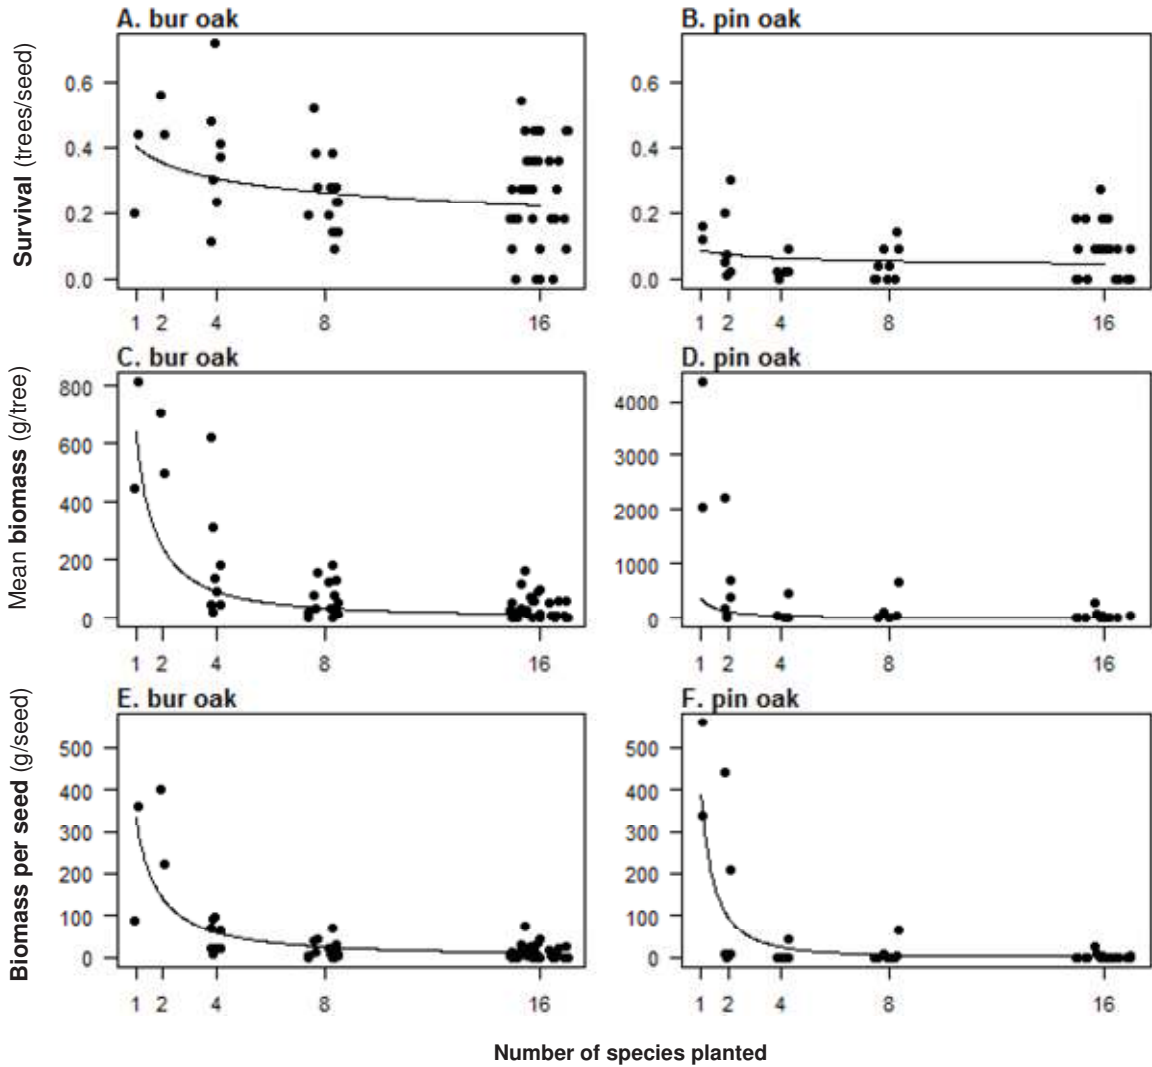 A. bur oak
B. pin oak
Survival (trees/seed)
0.6
0.4
0.2
0.0
1 2 4 8 16
0.6
0.4
0.2
0.0
1 2 4 8 16
C. bur oak
D. pin oak
Mean biomass (g/tree)
800
600
400
200
0
1 2 4 8 16
4000
3000
2000
1000
0
1 2 4 8 16
E. bur oak
F. pin oak
Biomass per seed (g/seed)
500
400
300
200
100
0
1 2 4 8 16
500
400
300
200
100
0
1 2 4 8 16
Number of species planted